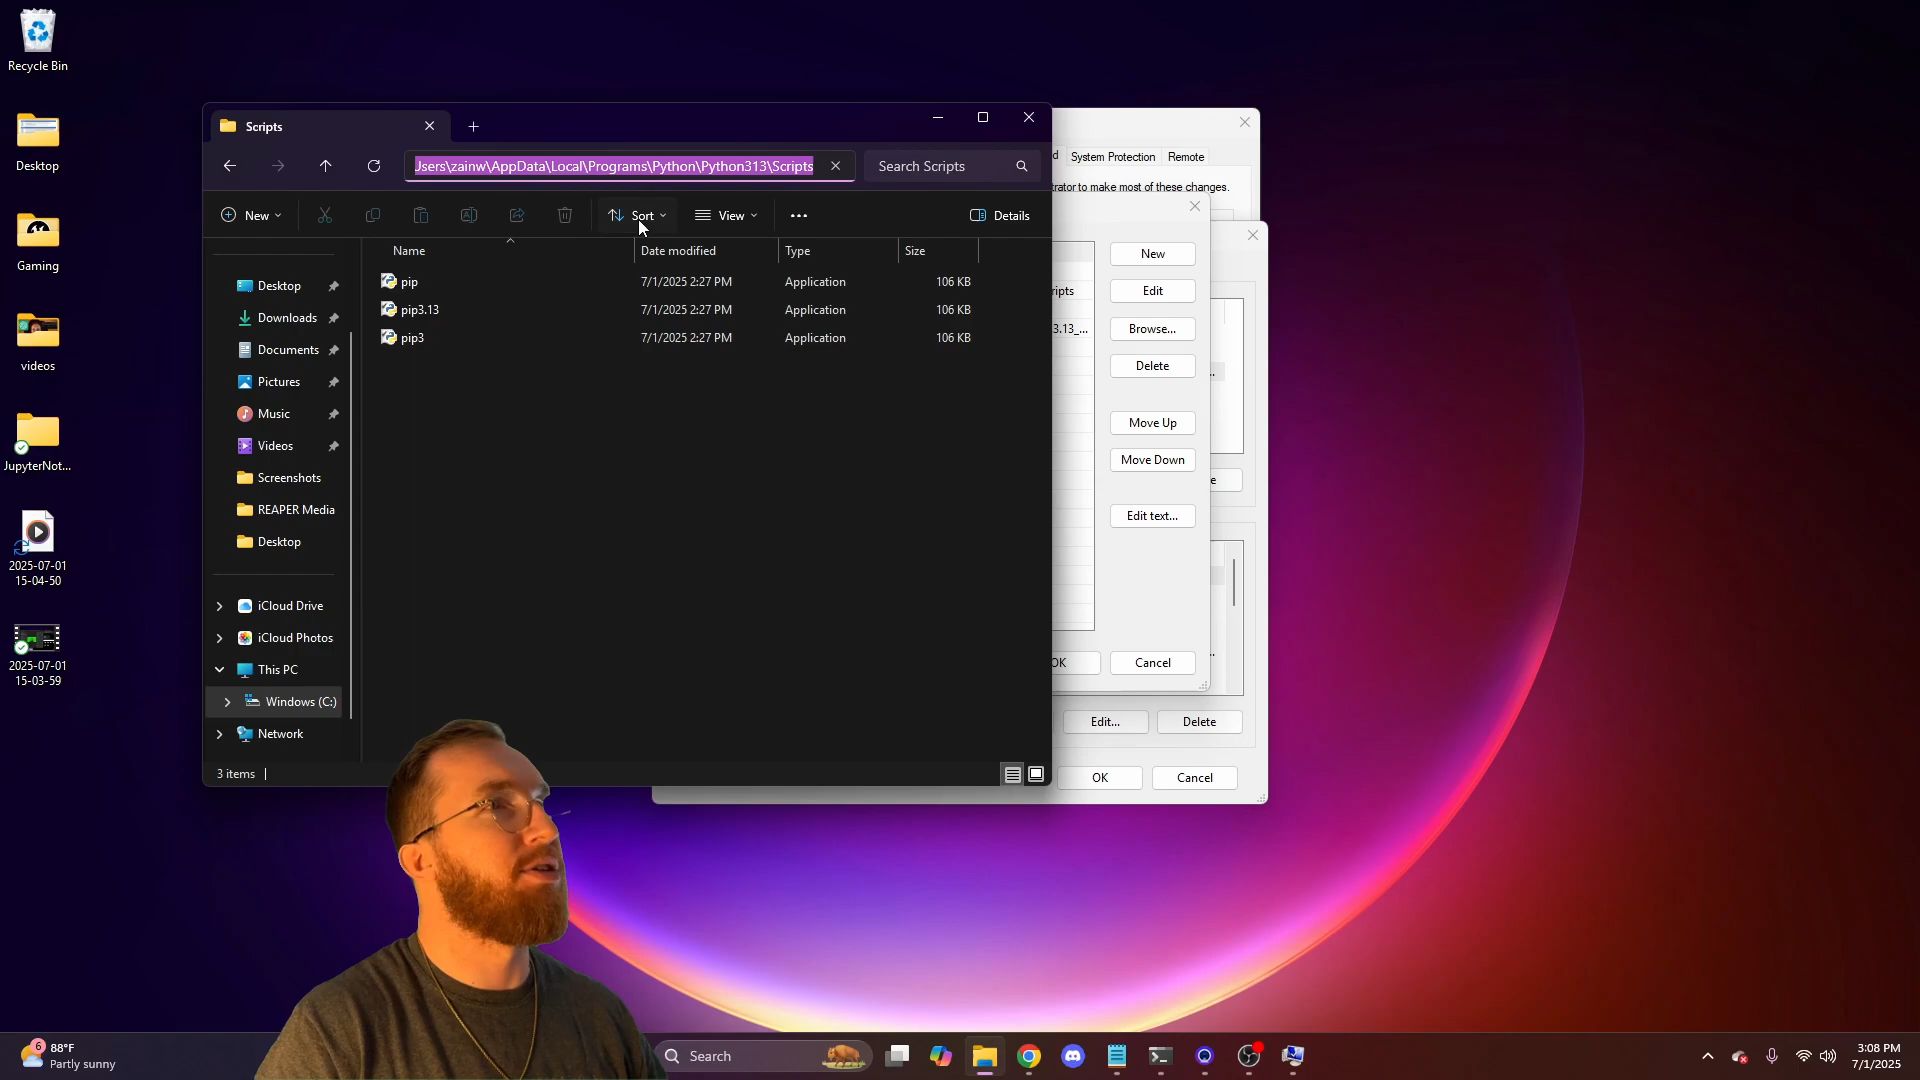 Recycle Bin
Desktop
Gaming
videos
JupyterNot...
2025-07-01
15-04-50
2025-07-01
15-03-59
Scripts
Users\zainw\AppData\Local\Programs\Python\Python313\Scripts
Search Scripts
New
Sort
View
Details
Name
Date modified
Type
Size
pip
7/1/2025 2:27 PM
Application
106 KB
pip3.13
7/1/2025 2:27 PM
Application
106 KB
pip3
7/1/2025 2:27 PM
Application
106 KB
Desktop
Downloads
Documents
Pictures
Music
Videos
Screenshots
REAPER Media
Desktop
iCloud Drive
iCloud Photos
This PC
Windows (C:)
Network
3 items
d
System Protection
Remote
rator to make most of these changes.
ripts
3.13_...
New
Edit
Browse...
Delete
Move Up
Move Down
Edit text...
OK
Cancel
e
Edit...
Delete
OK
Cancel
6
88°F
Partly sunny
Search
3:08 PM
7/1/2025